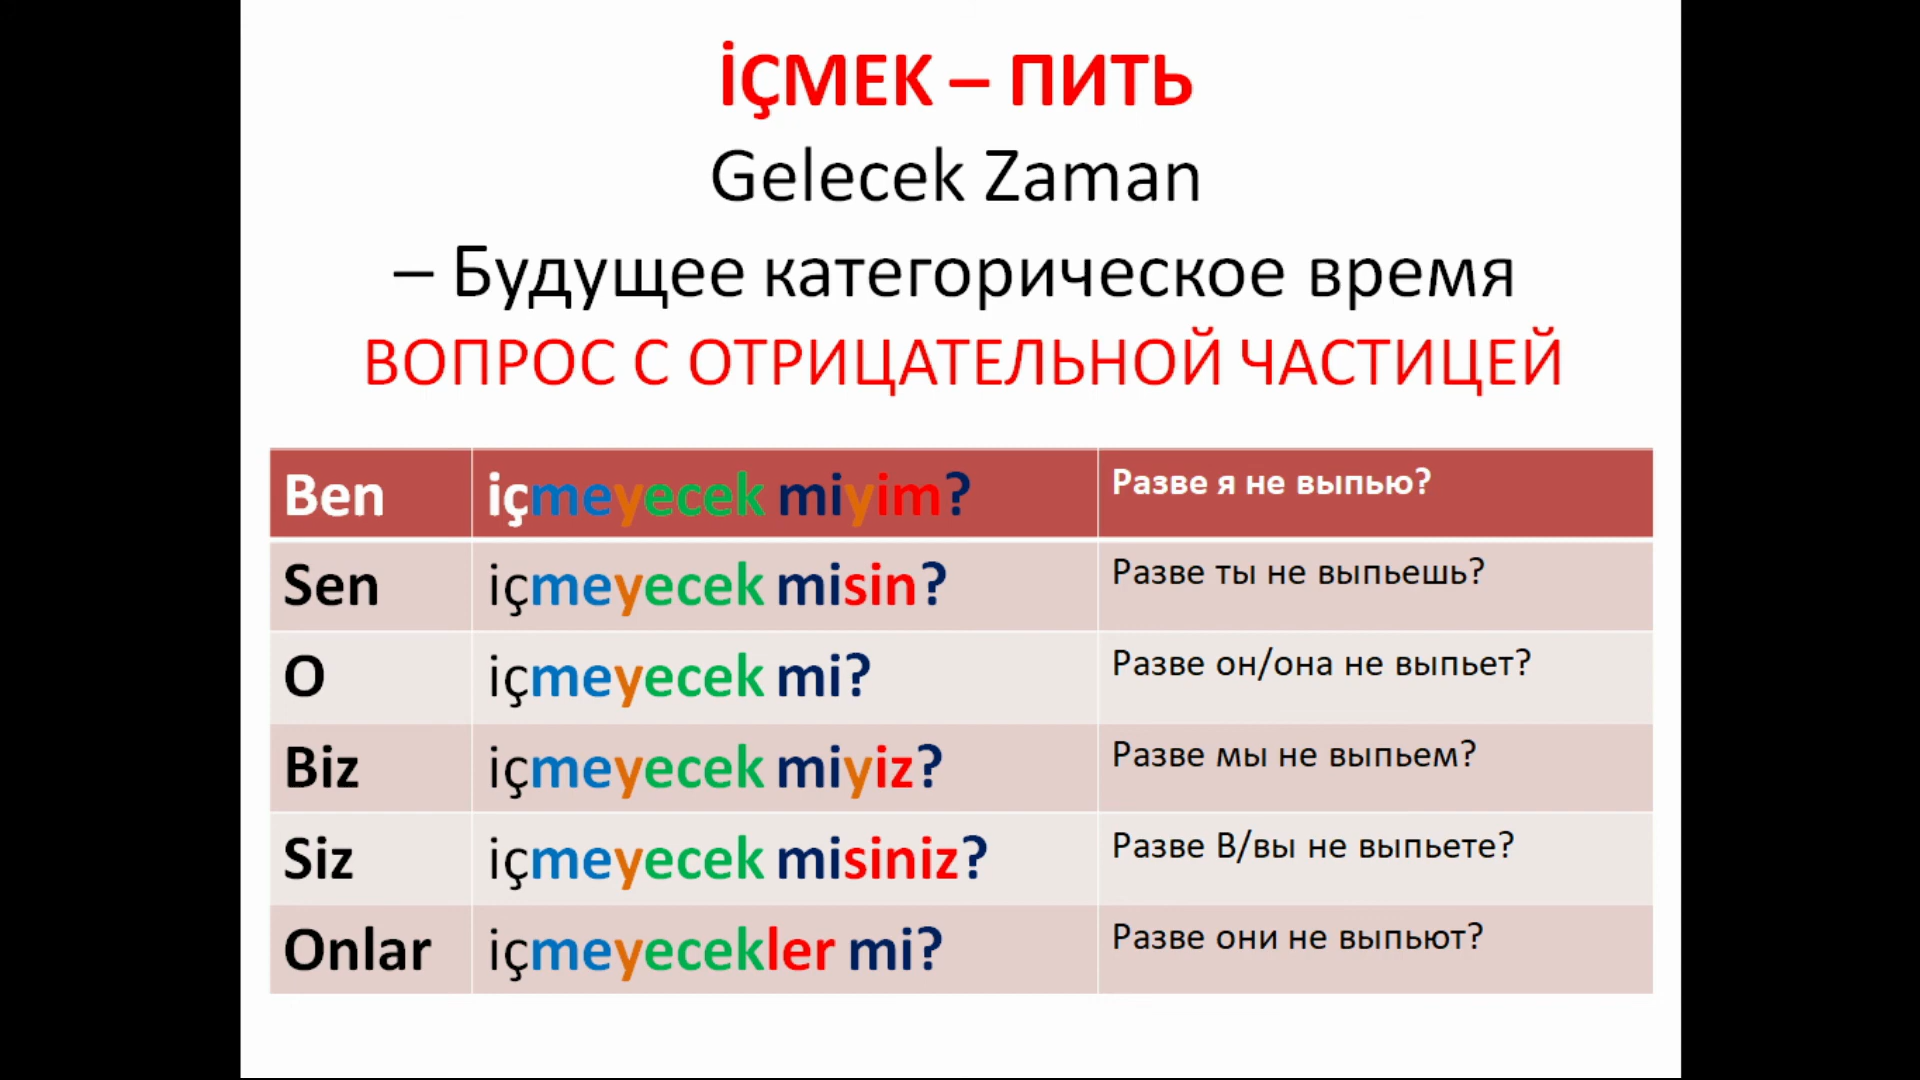 İÇMEK – ПИТЬ
Gelecek Zaman
– Будущее категорическое время
ВОПРОС С ОТРИЦАТЕЛЬНОЙ ЧАСТИЦЕЙ
Ben içmeyecek miyim? Разве я не выпью?
Sen içmeyecek misin? Разве ты не выпьешь?
O içmeyecek mi? Разве он/она не выпьет?
Biz içmeyecek miyiz? Разве мы не выпьем?
Siz içmeyecek misiniz? Разве В/вы не выпьете?
Onlar içmeyecekler mi? Разве они не выпьют?